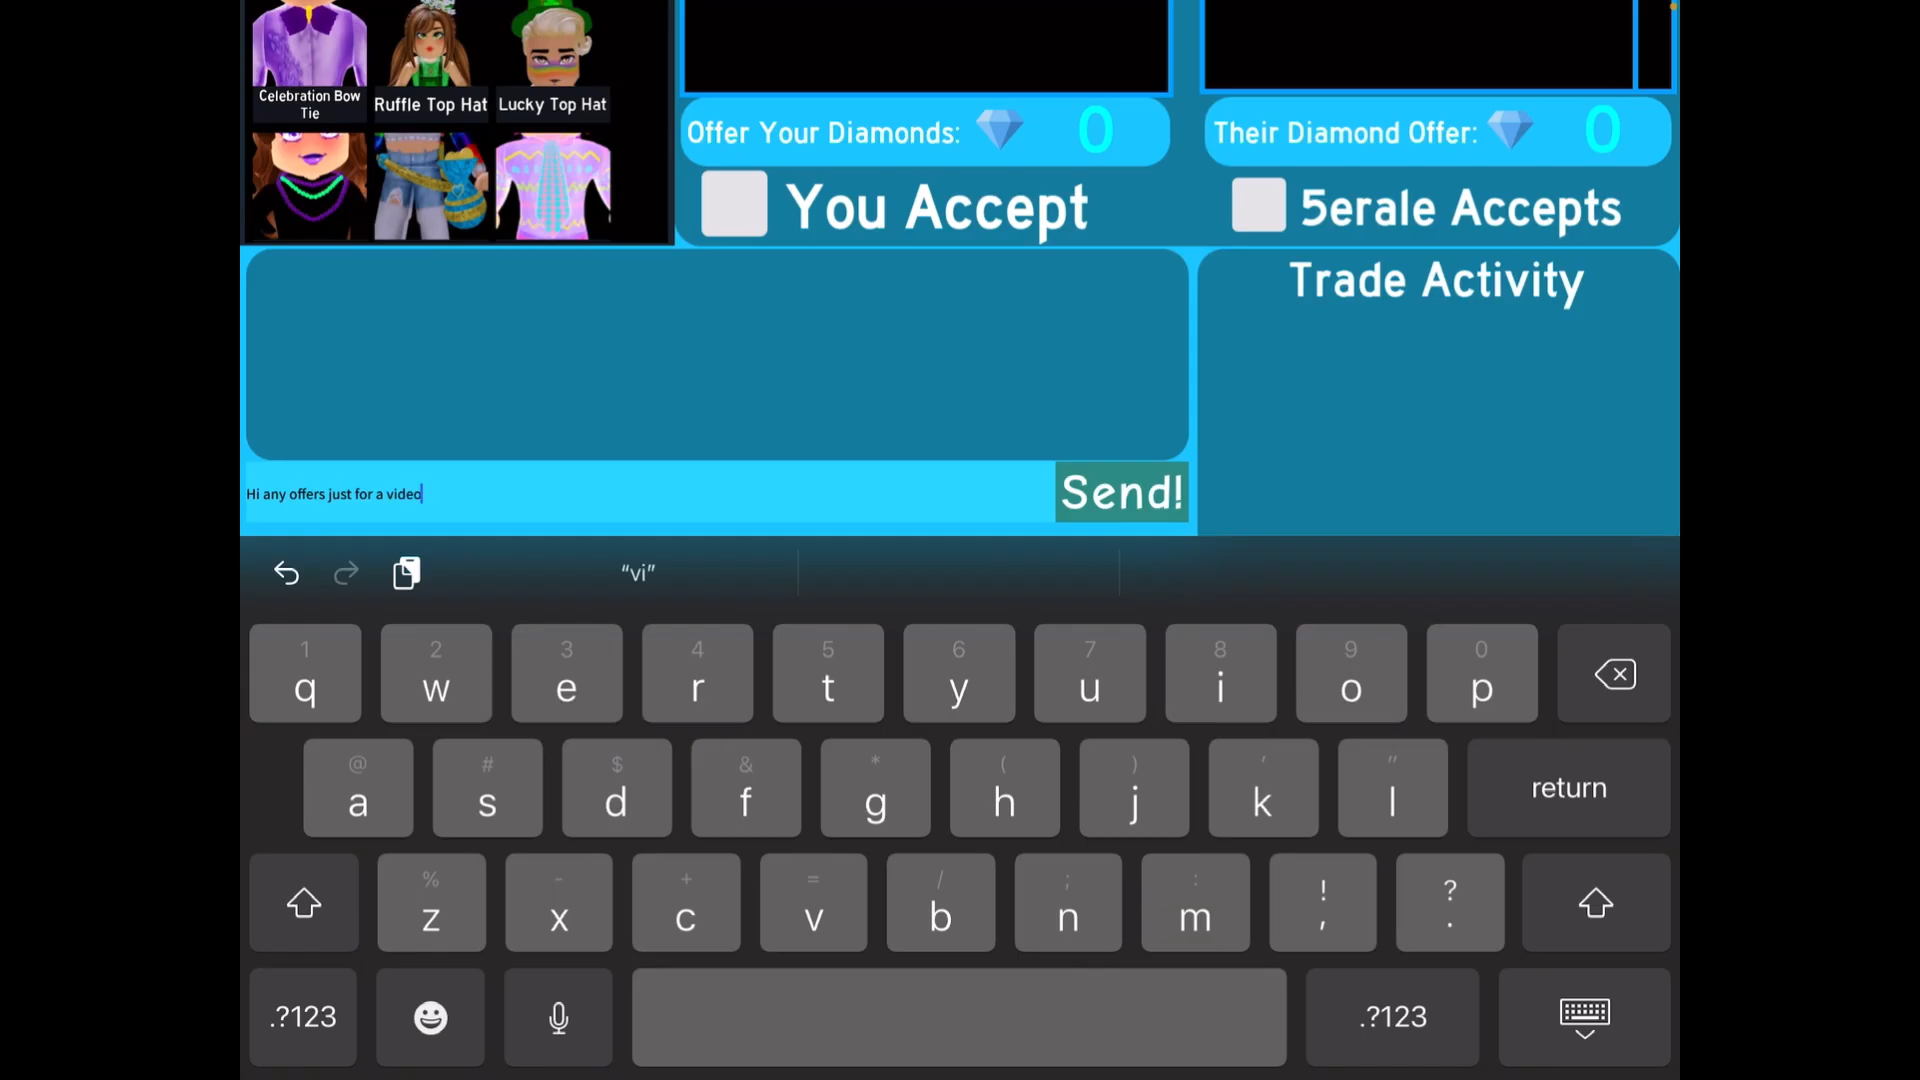 Celebration Bow
Tie
Ruffle Top Hat
Lucky Top Hat
Offer Your Diamonds: 0
Their Diamond Offer: 0
You Accept
5erale Accepts
Trade Activity
Hi any offers just for a video
Send!
“vi”
1 2 3 4 5 6 7 8 9 0
q w e r t y u i o p
@ # $ & * ( ) ' "
a s d f g h j k l return
% - + = / ; : ! ?
z x c v b n m , .
.?123 .?123